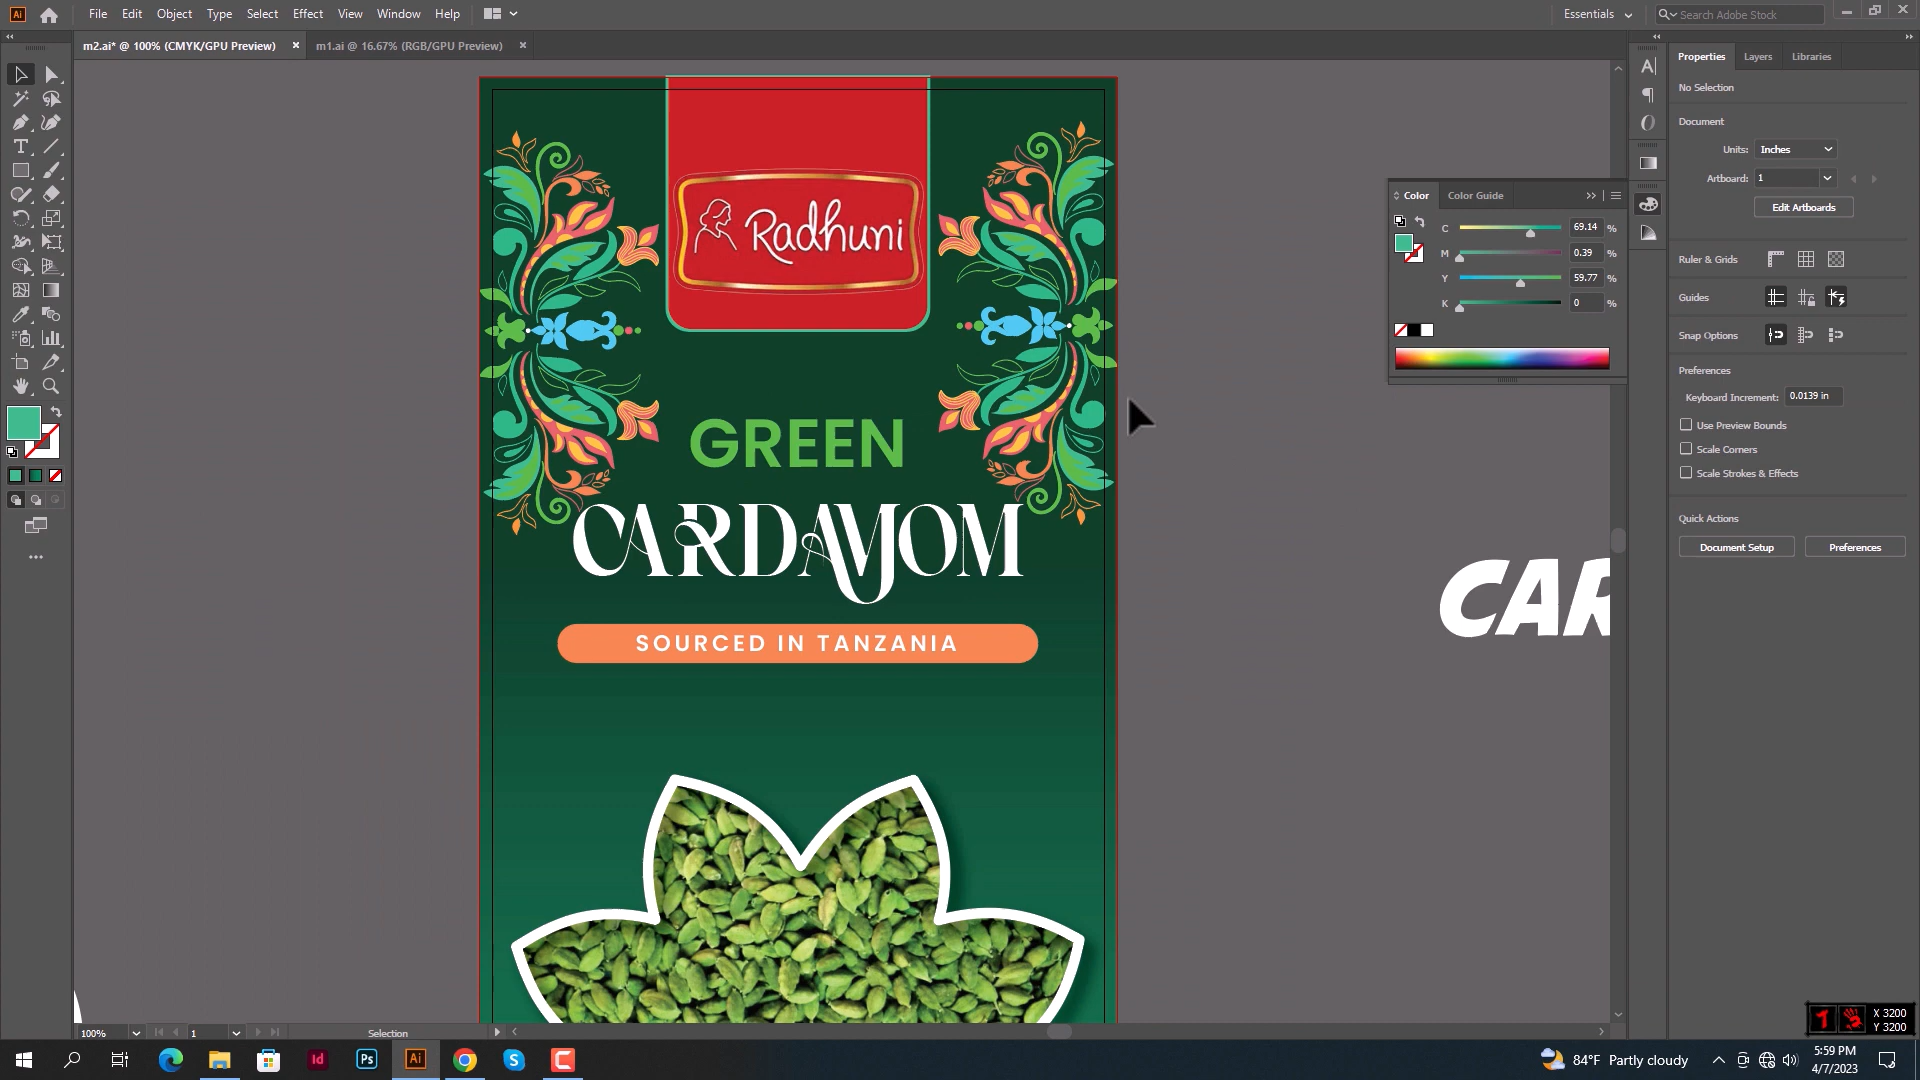 File Edit Object Type Select Effect View Window Help
Essentials
Search Adobe Stock
m2.ai* @ 100% (CMYK/GPU Preview) ×
m1.ai @ 16.67% (RGB/GPU Preview) ×
Properties Layers Libraries
No Selection
Document
Units: Inches
Artboard: 1
Edit Artboards
Ruler & Grids
Guides
Snap Options
Preferences
Keyboard Increment: 0.0139 in
Use Preview Bounds
Scale Corners
Scale Strokes & Effects
Quick Actions
Document Setup Preferences
Color Color Guide
C 69.14 %
M 0.39 %
Y 59.77 %
K 0 %
Radhuni
GREEN
CARDAMOM
SOURCED IN TANZANIA
CAR
100% 1 Selection
X 3200
Y 3200
Id Ps Ai
84°F Partly cloudy
5:59 PM
4/7/2023